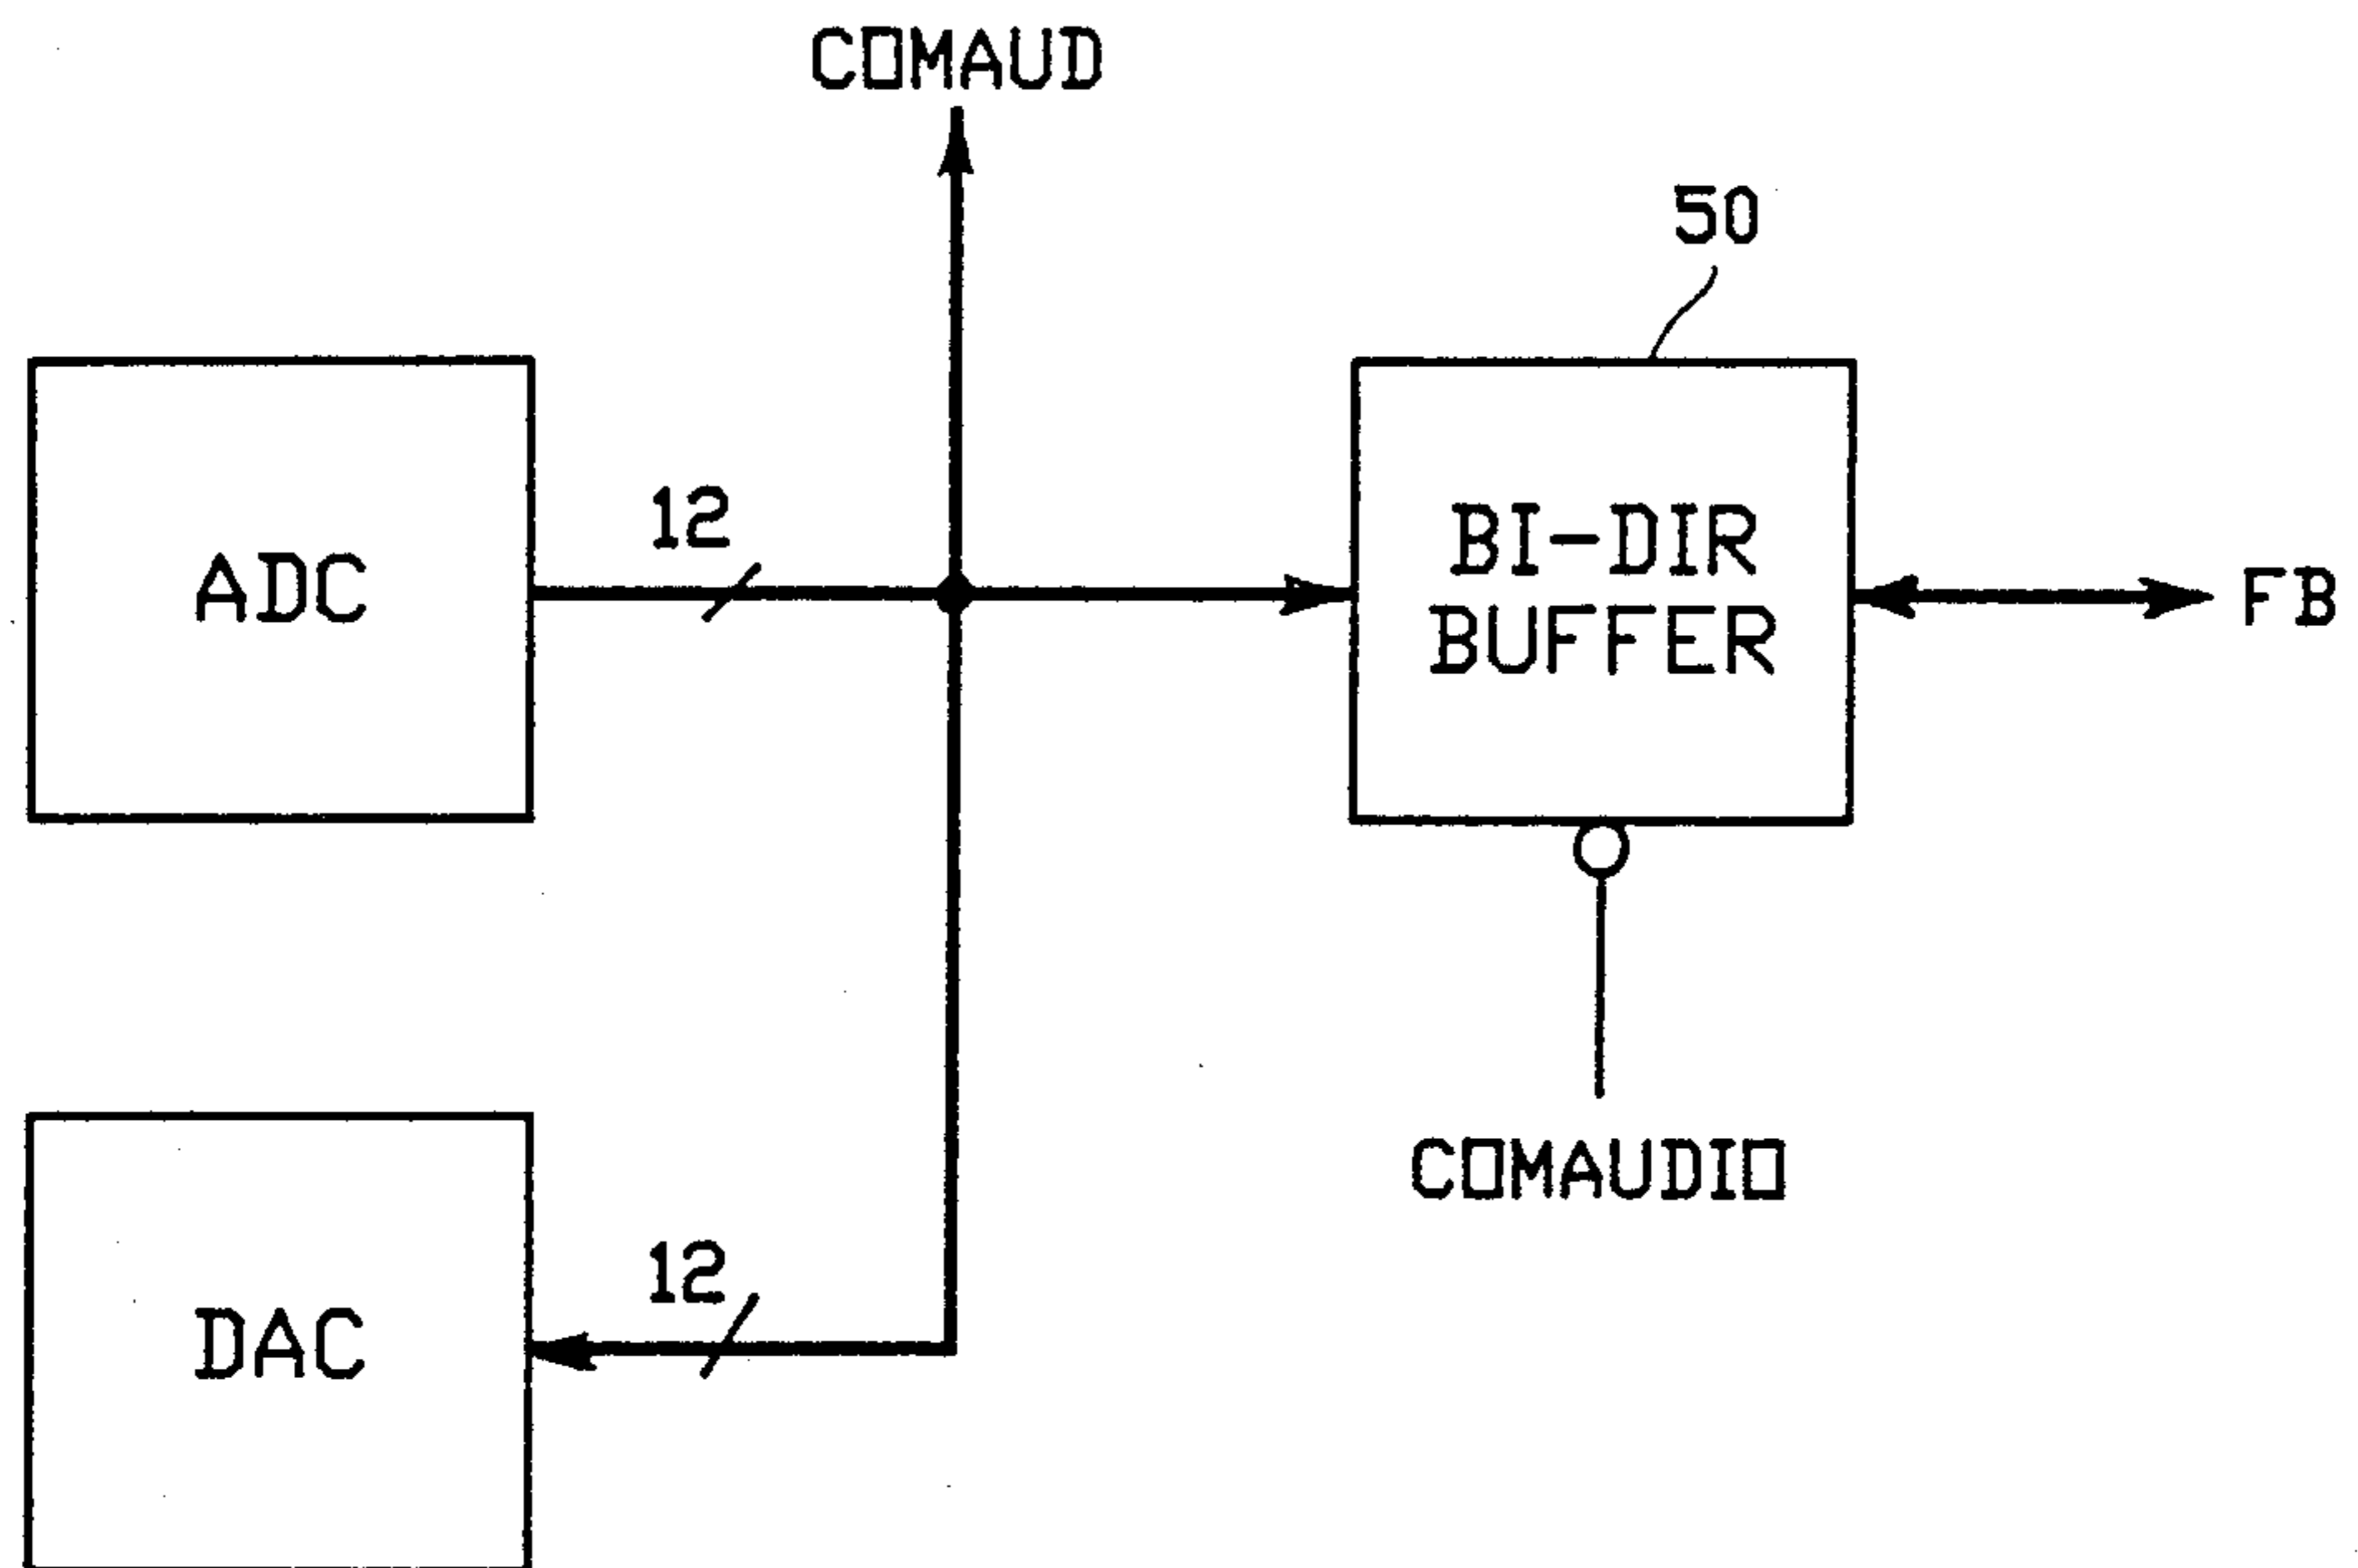 COMAUD
50
12
ADC
BI-DIR
BUFFER
FB
COMAUDIO
12
DAC